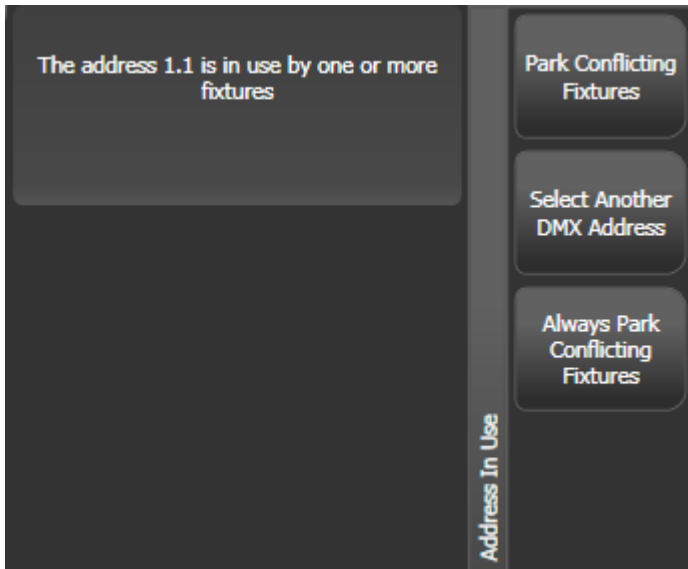 The address 1.1 is in use by one or more
fixtures
Address In Use
Park Conflicting
Fixtures
Select Another
DMX Address
Always Park
Conflicting
Fixtures